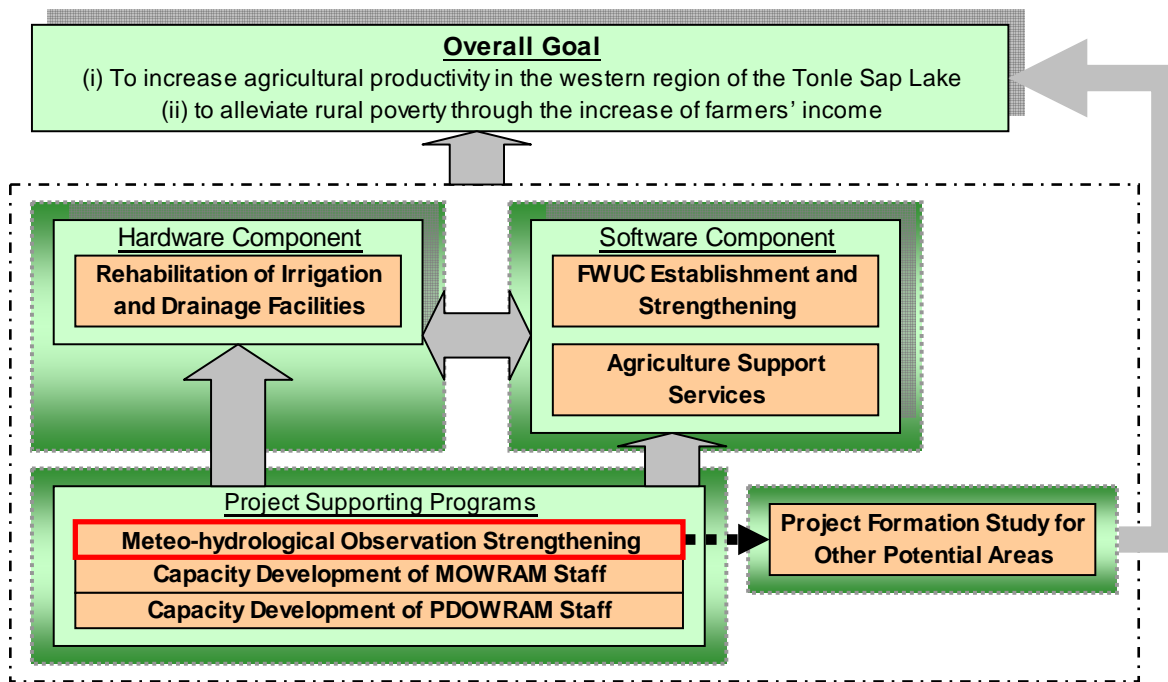 Overall Goal
(i) To increase agricultural productivity in the western region of the Tonle Sap Lake
(ii) to alleviate rural poverty through the increase of farmers' income
Hardware Component
Rehabilitation of Irrigation
and Drainage Facilities
Software Component
FWUC Establishment and
Strengthening
Agriculture Support
Services
Project Supporting Programs
Meteo-hydrological Observation Strengthening
Capacity Development of MOWRAM Staff
Capacity Development of PDOWRAM Staff
Project Formation Study for
Other Potential Areas